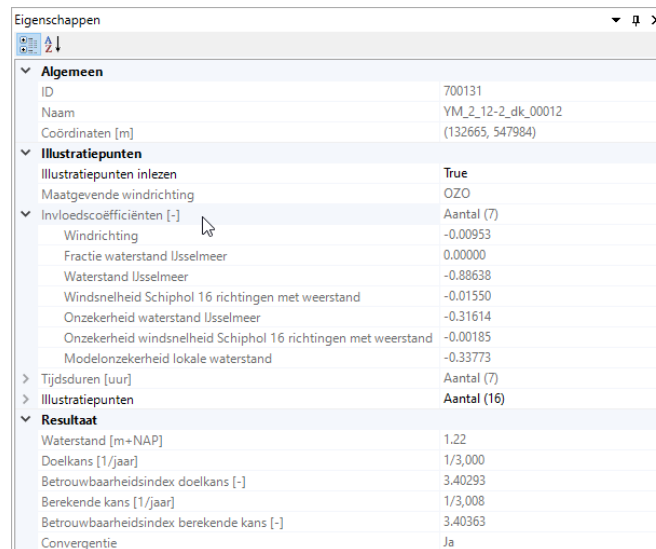 Eigenschappen
Algemeen
ID 700131
Naam YM_2_12-2_dk_00012
Coördinaten [m] (132665, 547984)
Illustratiepunten
Illustratiepunten inlezen True
Maatgevende windrichting OZO
Invloedscoëfficiënten [-] Aantal (7)
Windrichting -0.00953
Fractie waterstand IJsselmeer 0.00000
Waterstand IJsselmeer -0.88638
Windsnelheid Schiphol 16 richtingen met weerstand -0.01550
Onzekerheid waterstand IJsselmeer -0.31614
Onzekerheid windsnelheid Schiphol 16 richtingen met weerstand -0.00185
Modelonzekerheid lokale waterstand -0.33773
Tijdsduren [uur] Aantal (7)
Illustratiepunten Aantal (16)
Resultaat
Waterstand [m+NAP] 1.22
Doelkans [1/jaar] 1/3,000
Betrouwbaarheidsindex doelkans [-] 3.40293
Berekende kans [1/jaar] 1/3,008
Betrouwbaarheidsindex berekende kans [-] 3.40363
Convergentie Ja